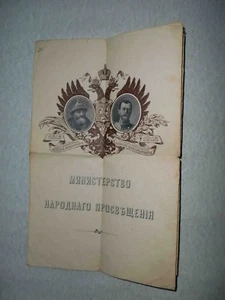 МИНИСТЕРСТВО
НАРОДНАГО ПРОСВѢЩЕНІЯ